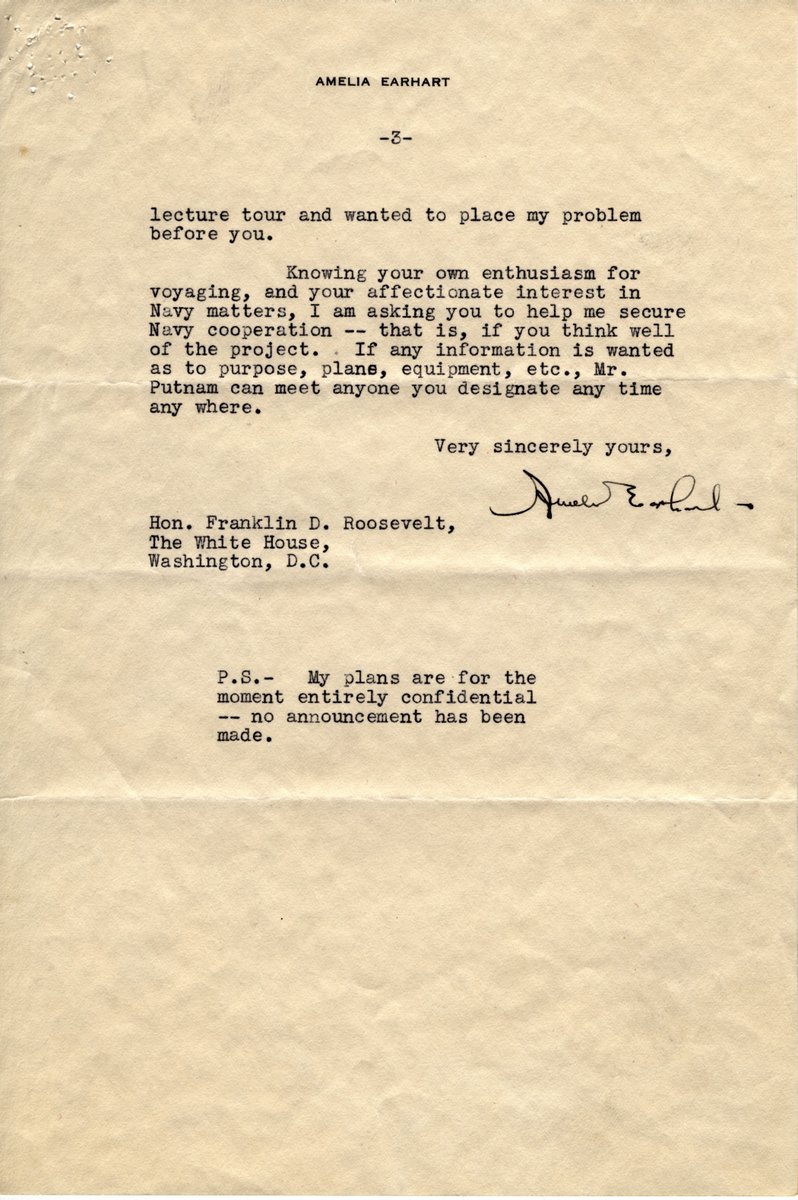 AMELIA EARHART
-3-
lecture tour and wanted to place my problem
before you.
Knowing your own enthusiasm for
voyaging, and your affectionate interest in
Navy matters, I am asking you to help me secure
Navy cooperation -- that is, if you think well
of the project. If any information is wanted
as to purpose, plans, equipment, etc., Mr.
Putnam can meet anyone you designate any time
any where.
Very sincerely yours,
Amelia Earhart
Hon. Franklin D. Roosevelt,
The White House,
Washington, D.C.
P.S.- My plans are for the
moment entirely confidential
-- no announcement has been
made.